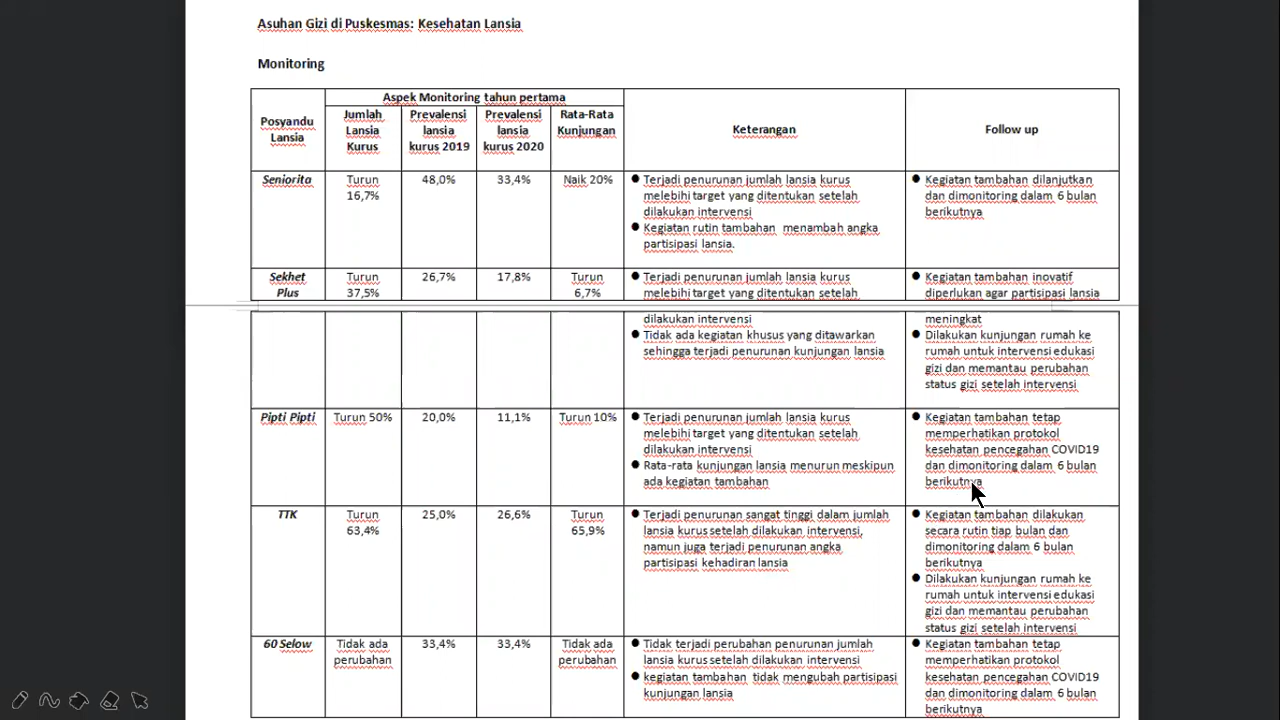 Asuhan Gizi di Puskesmas: Kesehatan Lansia
Monitoring
Posyandu
Lansia
Aspek Monitoring tahun pertama
Jumlah
Lansia
Kurus
Prevalensi
lansia
kurus 2019
Prevalensi
lansia
kurus 2020
Rata-Rata
Kunjungan
Keterangan
Follow up
Seniorita
Turun
16,7%
48,0%
33,4%
Naik 20%
● Terjadi penurunan jumlah lansia kurus
melebihi target yang ditentukan setelah
dilakukan intervensi
● Kegiatan rutin tambahan menambah angka
partisipasi lansia.
● Kegiatan tambahan dilanjutkan
dan dimonitoring dalam 6 bulan
berikutnya
Sekhet
Plus
Turun
37,5%
26,7%
17,8%
Turun
6,7%
● Terjadi penurunan jumlah lansia kurus
melebihi target yang ditentukan setelah
dilakukan intervensi
● Tidak ada kegiatan khusus yang ditawarkan
sehingga terjadi penurunan kunjungan lansia
● Kegiatan tambahan inovatif
diperlukan agar partisipasi lansia
meningkat
● Dilakukan kunjungan rumah ke
rumah untuk intervensi edukasi
gizi dan memantau perubahan
status gizi setelah intervensi
Pipti Pipti
Turun 50%
20,0%
11,1%
Turun 10%
● Terjadi penurunan jumlah lansia kurus
melebihi target yang ditentukan setelah
dilakukan intervensi
● Rata-rata kunjungan lansia menurun meskipun
ada kegiatan tambahan
● Kegiatan tambahan tetap
memperhatikan protokol
kesehatan pencegahan COVID19
dan dimonitoring dalam 6 bulan
berikutnya
TTK
Turun
63,4%
25,0%
26,6%
Turun
65,9%
● Terjadi penurunan sangat tinggi dalam jumlah
lansia kurus setelah dilakukan intervensi,
namun juga terjadi penurunan angka
partisipasi kehadiran lansia
● Kegiatan tambahan dilakukan
secara rutin tiap bulan dan
dimonitoring dalam 6 bulan
berikutnya
● Dilakukan kunjungan rumah ke
rumah untuk intervensi edukasi
gizi dan memantau perubahan
status gizi setelah intervensi
60 Selow
Tidak ada
perubahan
33,4%
33,4%
Tidak ada
perubahan
● Tidak terjadi perubahan penurunan jumlah
lansia kurus setelah dilakukan intervensi
● kegiatan tambahan tidak mengubah partisipasi
kunjungan lansia
● Kegiatan tambahan tetap
memperhatikan protokol
kesehatan pencegahan COVID19
dan dimonitoring dalam 6 bulan
berikutnya